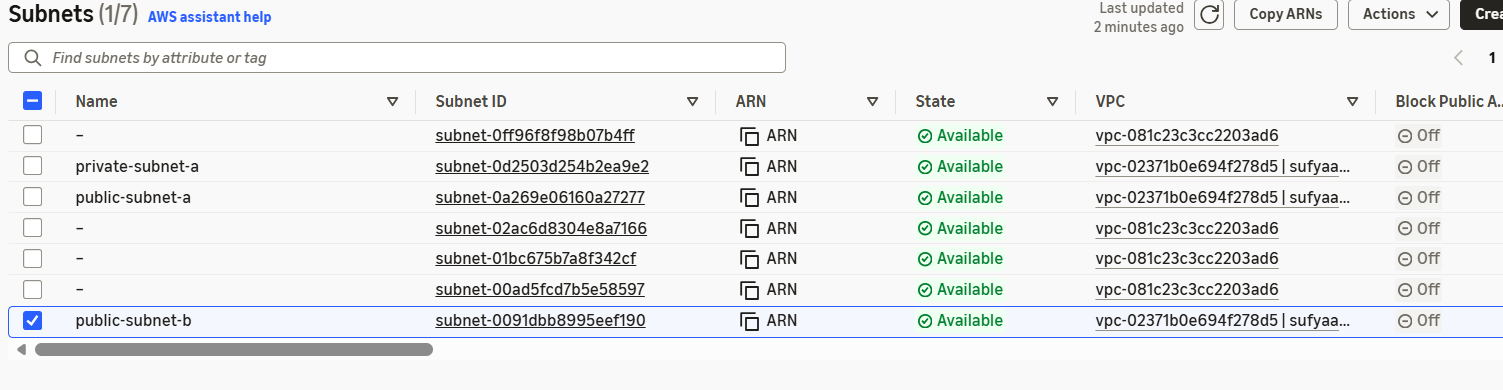 Subnets (1/7) AWS assistant help
Last updated
2 minutes ago
Copy ARNs
Actions
Find subnets by attribute or tag
1
Name Subnet ID ARN State VPC Block Public A...
– subnet-0ff96f8f98b07b4ff ARN Available vpc-081c23c3cc2203ad6 Off
private-subnet-a subnet-0d2503d254b2ea9e2 ARN Available vpc-02371b0e694f278d5 | sufyaa... Off
public-subnet-a subnet-0a269e06160a27277 ARN Available vpc-02371b0e694f278d5 | sufyaa... Off
– subnet-02ac6d8304e8a7166 ARN Available vpc-081c23c3cc2203ad6 Off
– subnet-01bc675b7a8f342cf ARN Available vpc-081c23c3cc2203ad6 Off
– subnet-00ad5fcd7b5e58597 ARN Available vpc-081c23c3cc2203ad6 Off
public-subnet-b subnet-0091dbb8995eef190 ARN Available vpc-02371b0e694f278d5 | sufyaa... Off